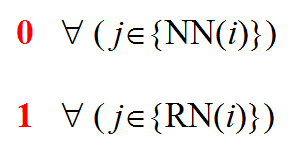 0 ∀ (j∈{NN(i)})
1 ∀ (j∈{RN(i)})